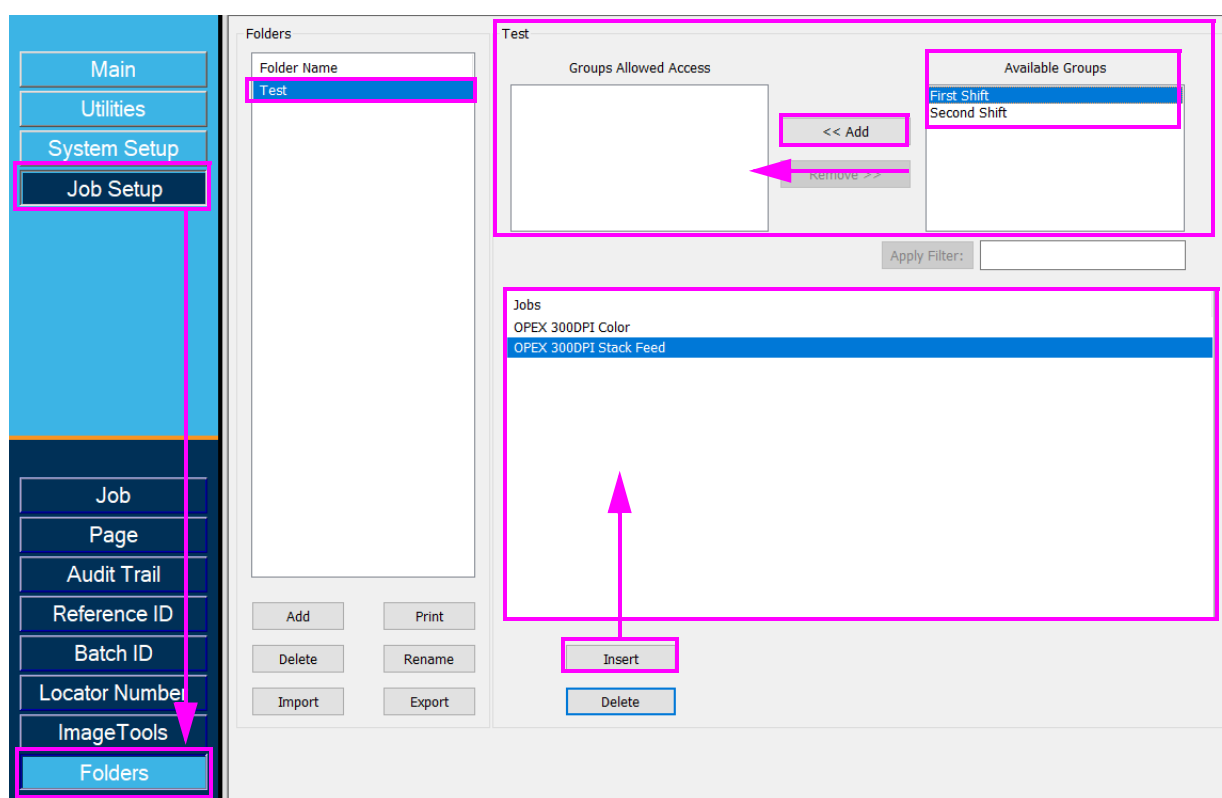 Main
Utilities
System Setup
Job Setup
Job
Page
Audit Trail
Reference ID
Batch ID
Locator Number
ImageTools
Folders
Folders
Folder Name
Test
Add
Print
Delete
Rename
Import
Export
Test
Groups Allowed Access
Available Groups
First Shift
Second Shift
<< Add
Remove >>
Apply Filter:
Jobs
OPEX 300DPI Color
OPEX 300DPI Stack Feed
Insert
Delete